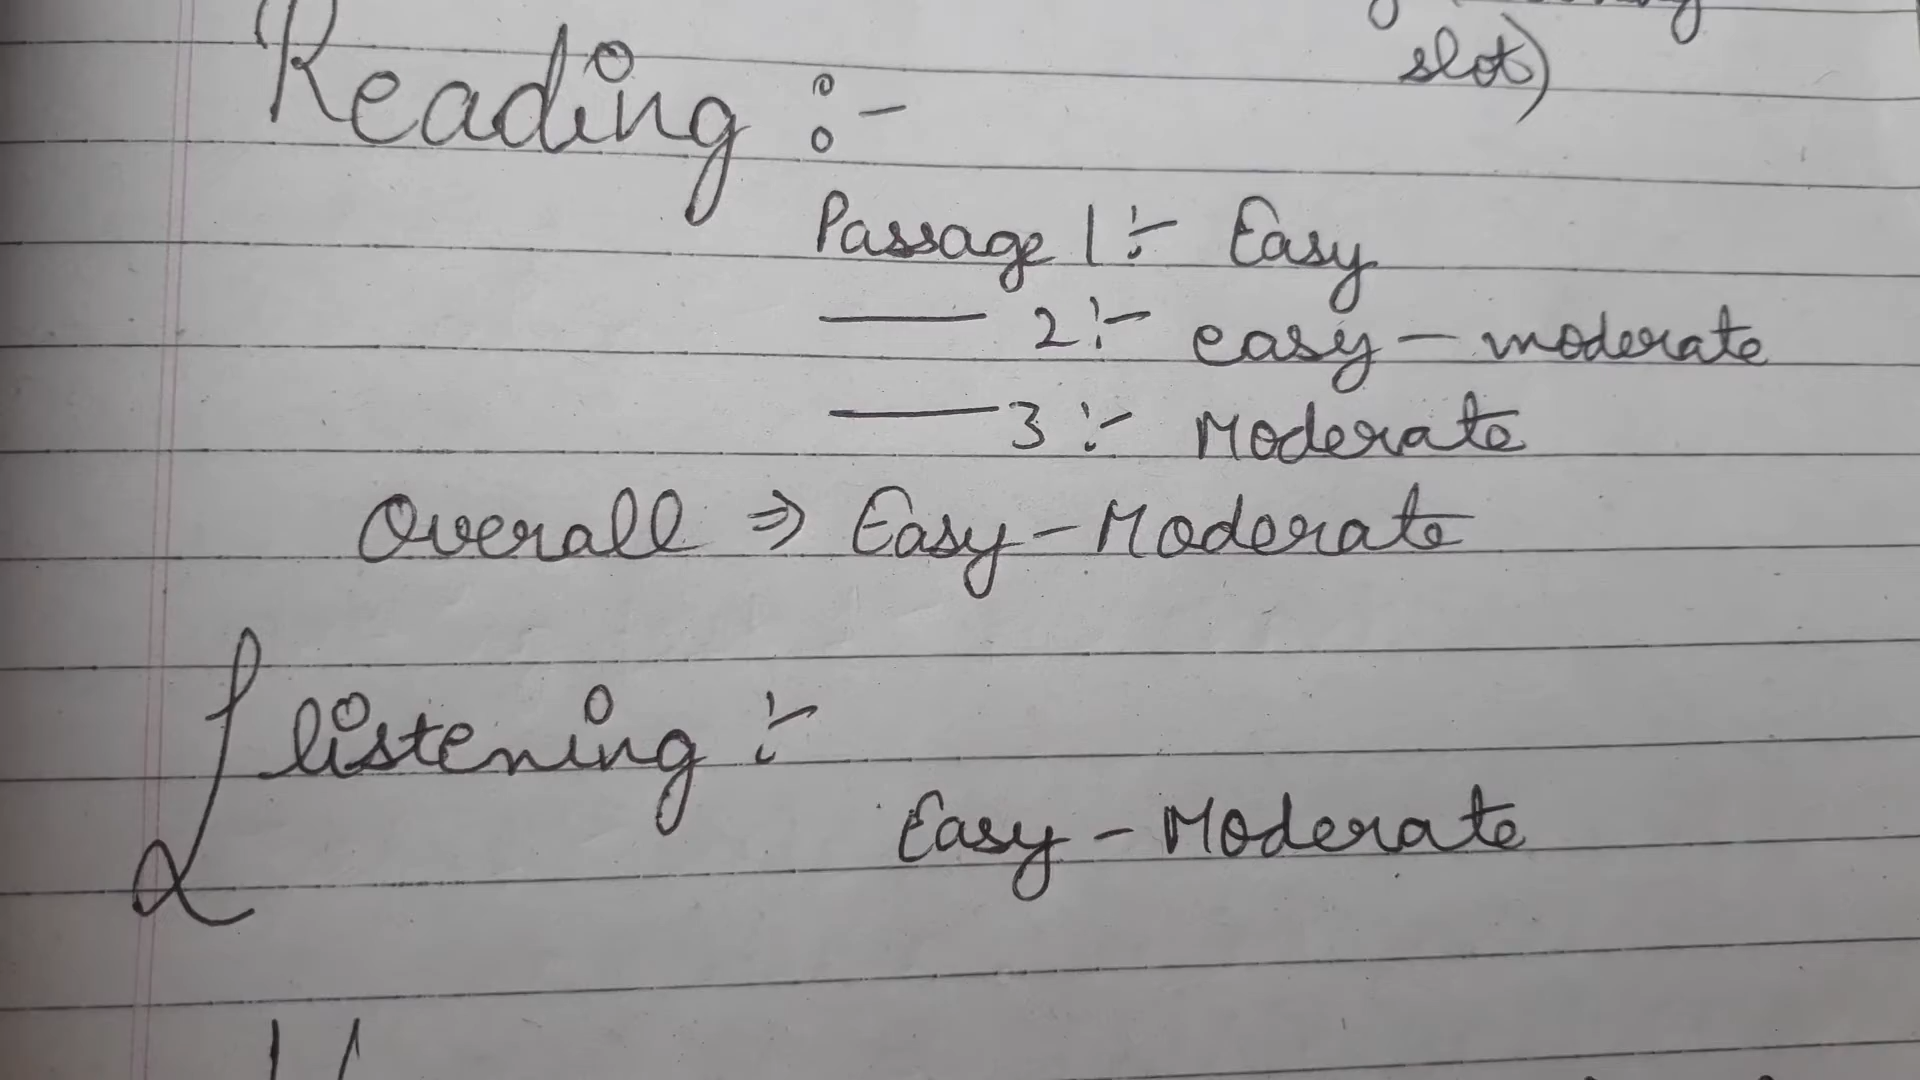 slot)
Reading :-
Passage 1 :- Easy
—— 2 :- easy - moderate
—— 3 :- Moderate
Overall ⇒ Easy - Moderate
listening :-
Easy - Moderate